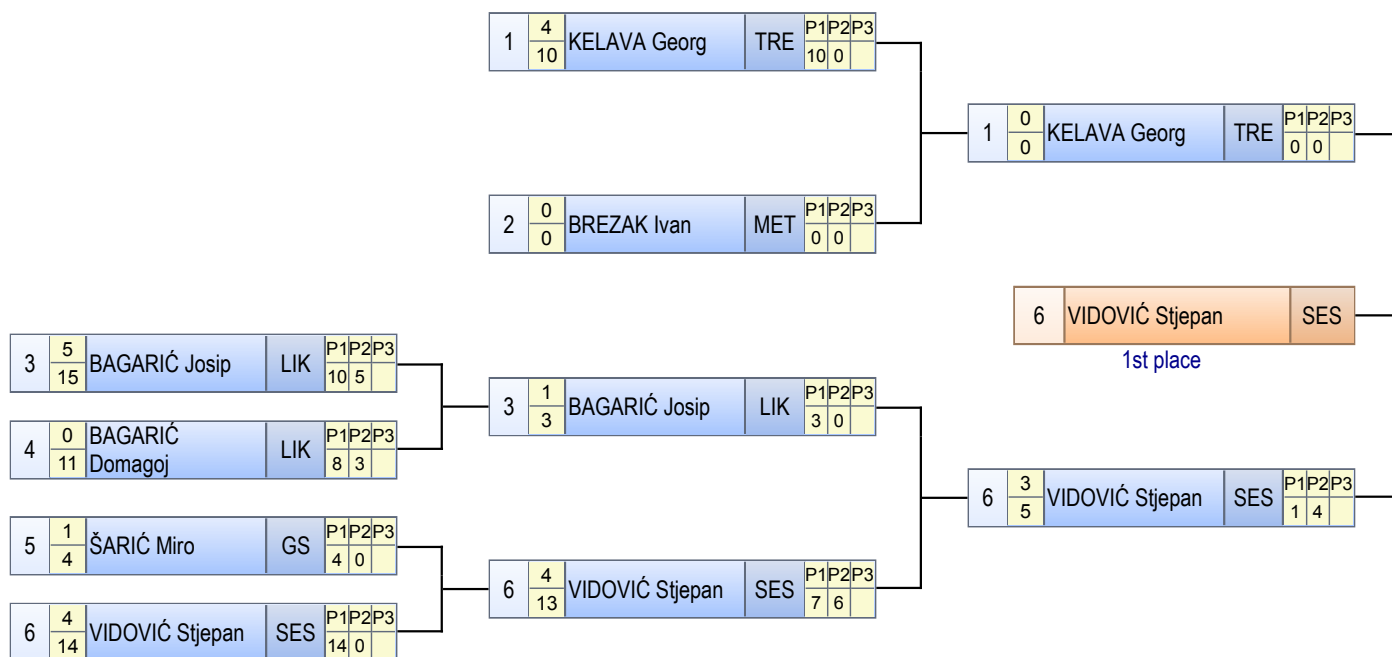 1 4 KELAVA Georg TRE P1 P2 P3
10 10 0
1 0 KELAVA Georg TRE P1 P2 P3
0 0 0
2 0 BREZAK Ivan MET P1 P2 P3
0 0 0
6 VIDOVIĆ Stjepan SES
1st place
3 5 BAGARIĆ Josip LIK P1 P2 P3
15 10 5
3 1 BAGARIĆ Josip LIK P1 P2 P3
3 3 0
4 0 BAGARIĆ LIK P1 P2 P3
11 Domagoj 8 3
6 3 VIDOVIĆ Stjepan SES P1 P2 P3
5 1 4
5 1 ŠARIĆ Miro GS P1 P2 P3
4 4 0
6 4 VIDOVIĆ Stjepan SES P1 P2 P3
13 7 6
6 4 VIDOVIĆ Stjepan SES P1 P2 P3
14 14 0